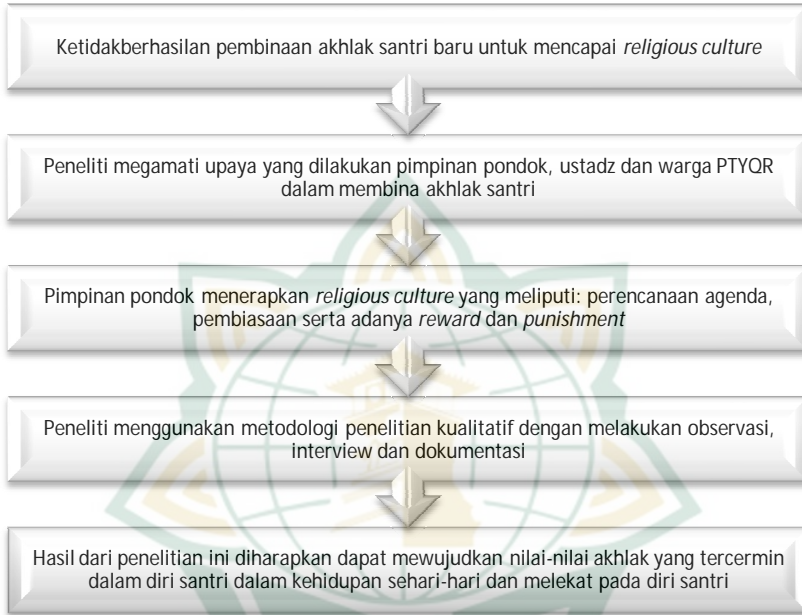 Ketidakberhasilan pembinaan akhlak santri baru untuk mencapai religious culture
Peneliti megamati upaya yang dilakukan pimpinan pondok, ustadz dan warga PTYQR
dalam membina akhlak santri
Pimpinan pondok menerapkan religious culture yang meliputi: perencanaan agenda,
pembiasaan serta adanya reward dan punishment
Peneliti menggunakan metodologi penelitian kualitatif dengan melakukan observasi,
interview dan dokumentasi
Hasil dari penelitian ini diharapkan dapat mewujudkan nilai-nilai akhlak yang tercermin
dalam diri santri dalam kehidupan sehari-hari dan melekat pada diri santri